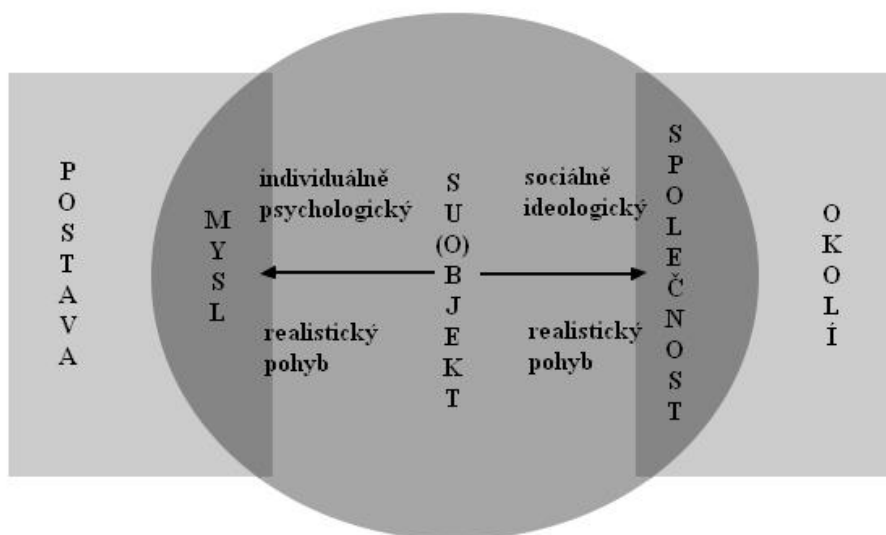 POSTAVA
MYSL
individuálně
psychologický
realistický
pohyb
SU(O)BJEKT
sociálně
ideologický
realistický
pohyb
SPOLEČNOST
OKOLÍ